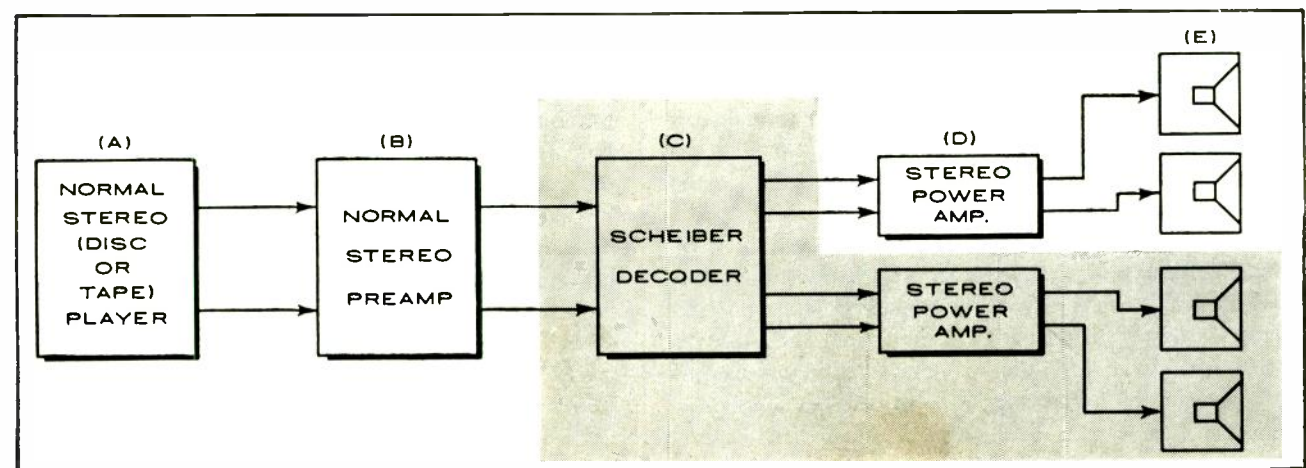 (A)
NORMAL
STEREO
(DISC
OR
TAPE)
PLAYER
(B)
NORMAL
STEREO
PREAMP
(C)
SCHEIBER
DECODER
(D)
STEREO
POWER
AMP.
STEREO
POWER
AMP.
(E)